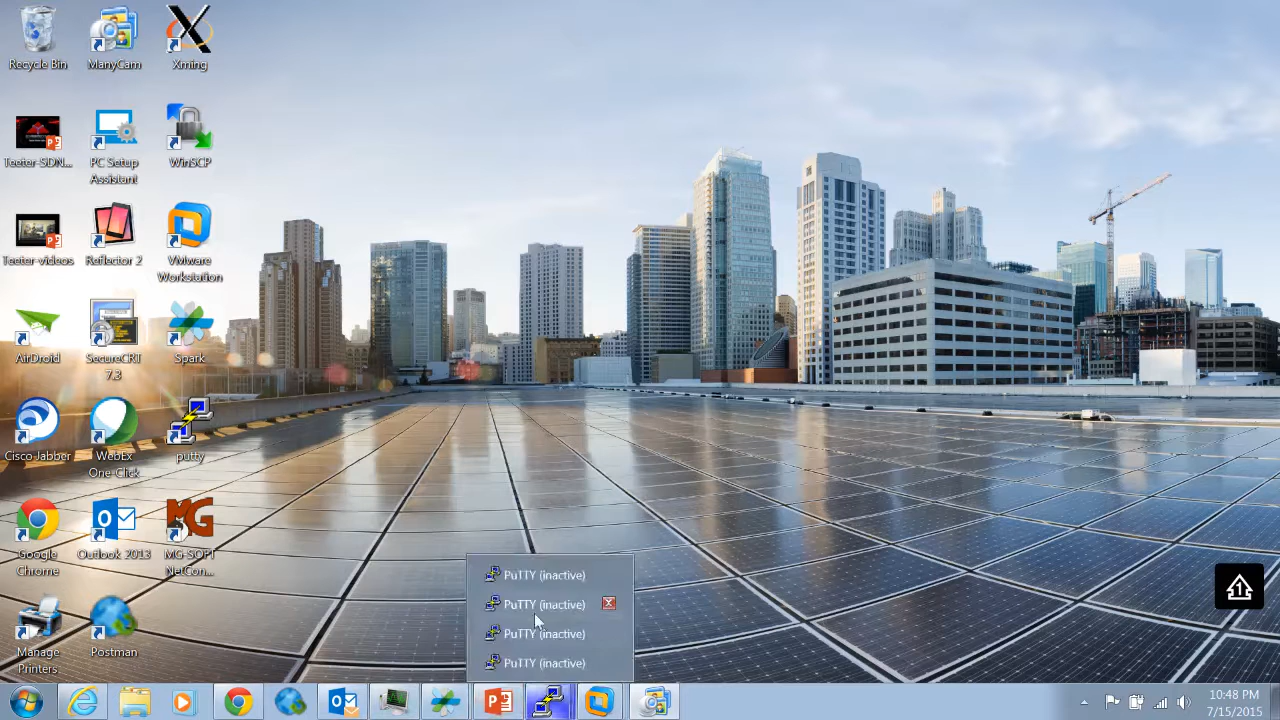 Recycle Bin
ManyCam
Xming
Teeter-SDN...
PC Setup
Assistant
WinSCP
Teeter-videos
Reflector 2
VMware
Workstation
AirDroid
SecureCRT
7.3
Spark
Cisco Jabber
WebEx
One-Click
putty
Google
Chrome
Outlook 2013
MG-SOFT
NetCon...
Manage
Printers
Postman
PuTTY (inactive)
PuTTY (inactive)
PuTTY (inactive)
PuTTY (inactive)
1
10:48 PM
7/15/2015